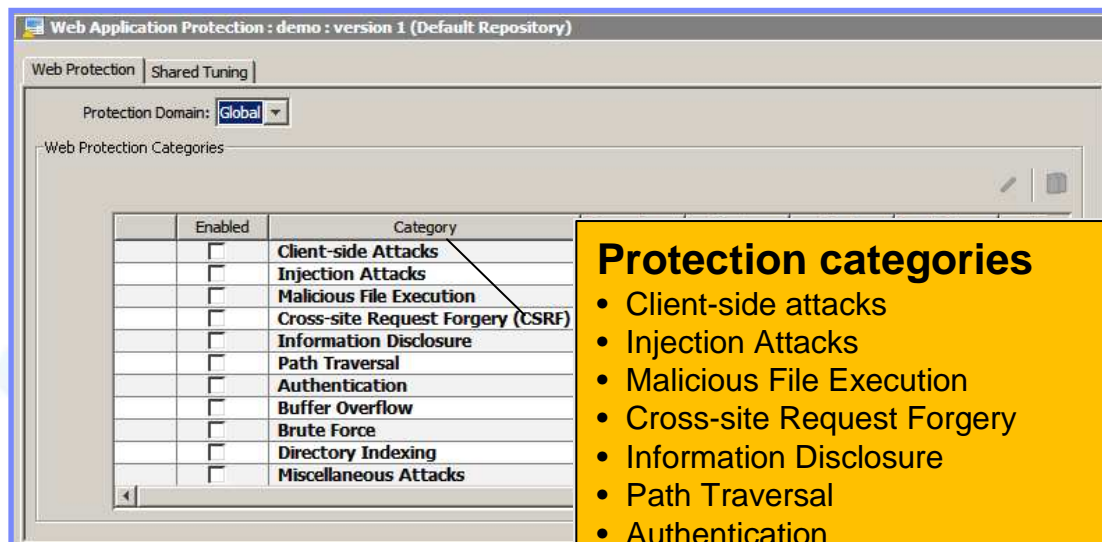 Web Application Protection : demo : version 1 (Default Repository)
Web Protection
Shared Tuning
Protection Domain: Global
Web Protection Categories
Enabled
Category
Client-side Attacks
Injection Attacks
Malicious File Execution
Cross-site Request Forgery (CSRF)
Information Disclosure
Path Traversal
Authentication
Buffer Overflow
Brute Force
Directory Indexing
Miscellaneous Attacks
Protection categories
• Client-side attacks
• Injection Attacks
• Malicious File Execution
• Cross-site Request Forgery
• Information Disclosure
• Path Traversal
• Authentication